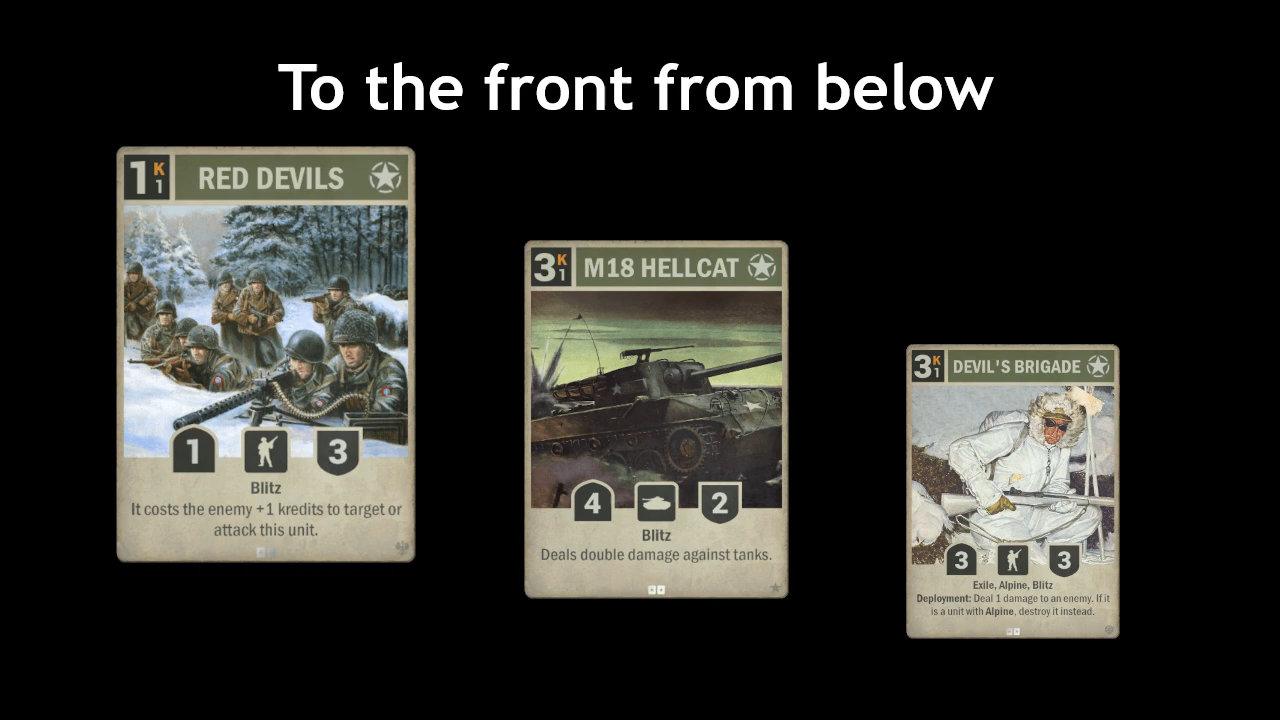 To the front from below
1K
1
RED DEVILS
1
3
Blitz
It costs the enemy +1 kredits to target or
attack this unit.
3K
1
M18 HELLCAT
4
2
Blitz
Deals double damage against tanks.
3K
1
DEVIL'S BRIGADE
3
3
Exile, Alpine, Blitz
Deployment: Deal 1 damage to an enemy. If it
is a unit with Alpine, destroy it instead.